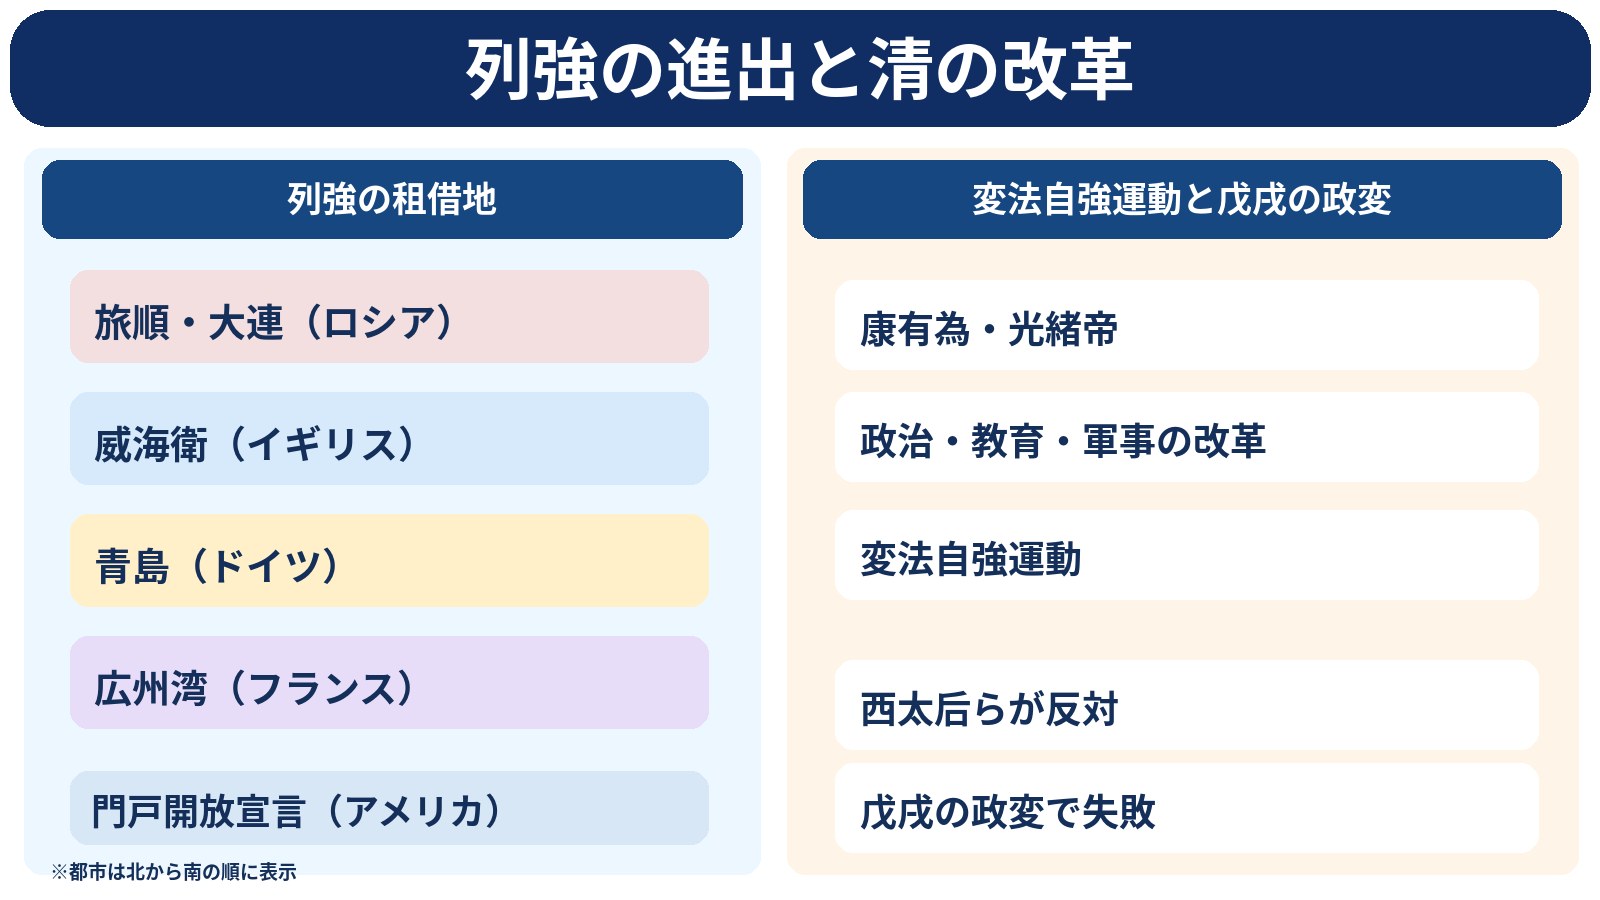 列強の進出と清の改革
列強の租借地
旅順・大連（ロシア）
威海衛（イギリス）
青島（ドイツ）
広州湾（フランス）
門戸開放宣言（アメリカ）
※都市は北から南の順に表示
変法自強運動と戊戌の政変
康有為・光緒帝
政治・教育・軍事の改革
変法自強運動
西太后らが反対
戊戌の政変で失敗